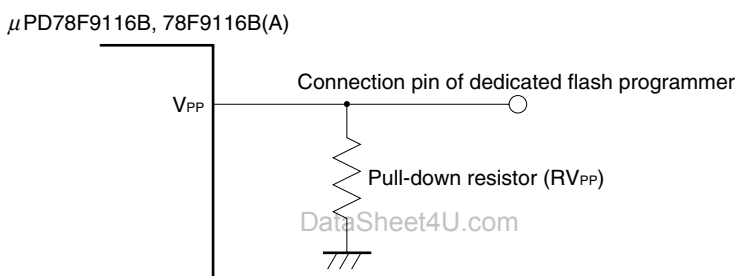 μPD78F9116B, 78F9116B(A)
Connection pin of dedicated flash programmer
VPP
Pull-down resistor (RVPP)
DataSheet4U.com